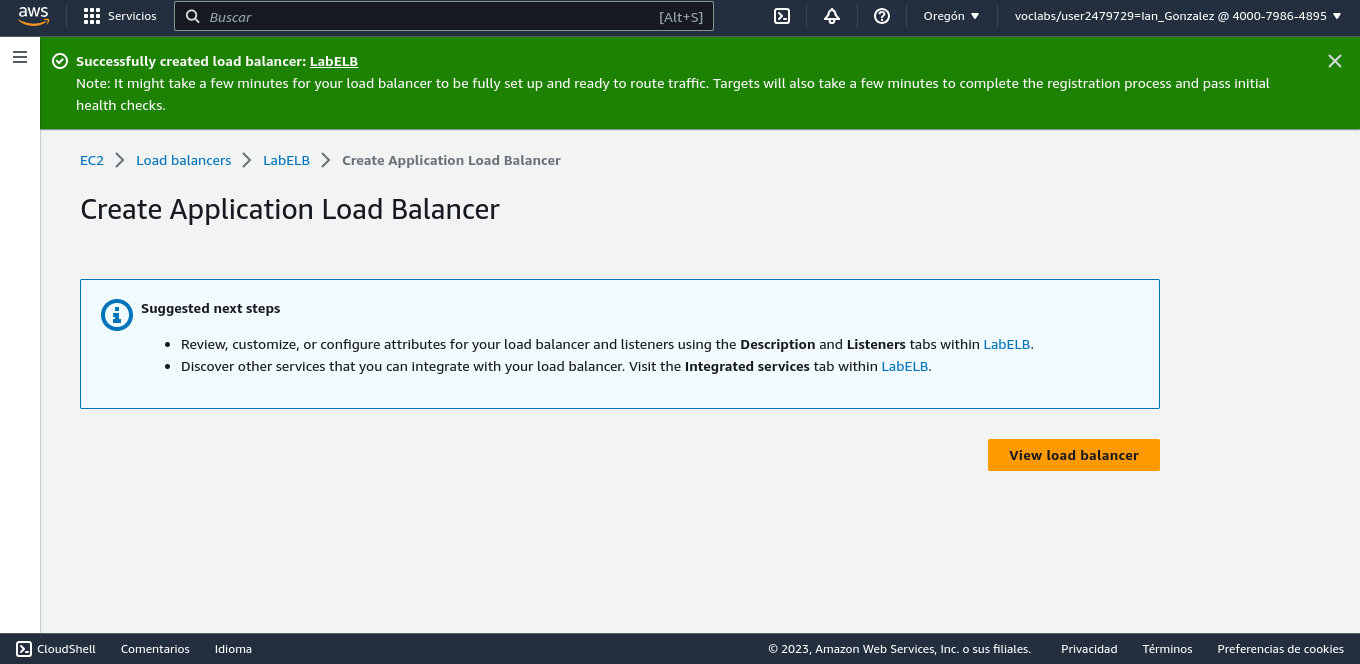 aws Servicios Buscar [Alt+S] Oregón voclabs/user2479729=Ian_Gonzalez @ 4000-7986-4895
Successfully created load balancer: LabELB
Note: It might take a few minutes for your load balancer to be fully set up and ready to route traffic. Targets will also take a few minutes to complete the registration process and pass initial
health checks.
EC2 Load balancers LabELB Create Application Load Balancer
Create Application Load Balancer
Suggested next steps
• Review, customize, or configure attributes for your load balancer and listeners using the Description and Listeners tabs within LabELB.
• Discover other services that you can integrate with your load balancer. Visit the Integrated services tab within LabELB.
View load balancer
CloudShell Comentarios Idioma © 2023, Amazon Web Services, Inc. o sus filiales. Privacidad Términos Preferencias de cookies